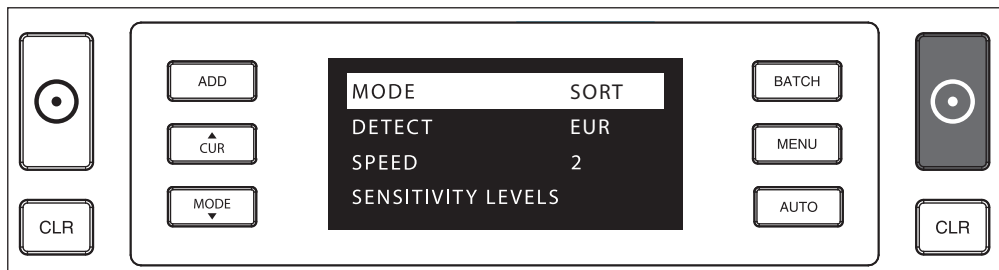 ADD
▲
CUR
MODE
▼
CLR
MODE SORT
DETECT EUR
SPEED 2
SENSITIVITY LEVELS
BATCH
MENU
AUTO
CLR